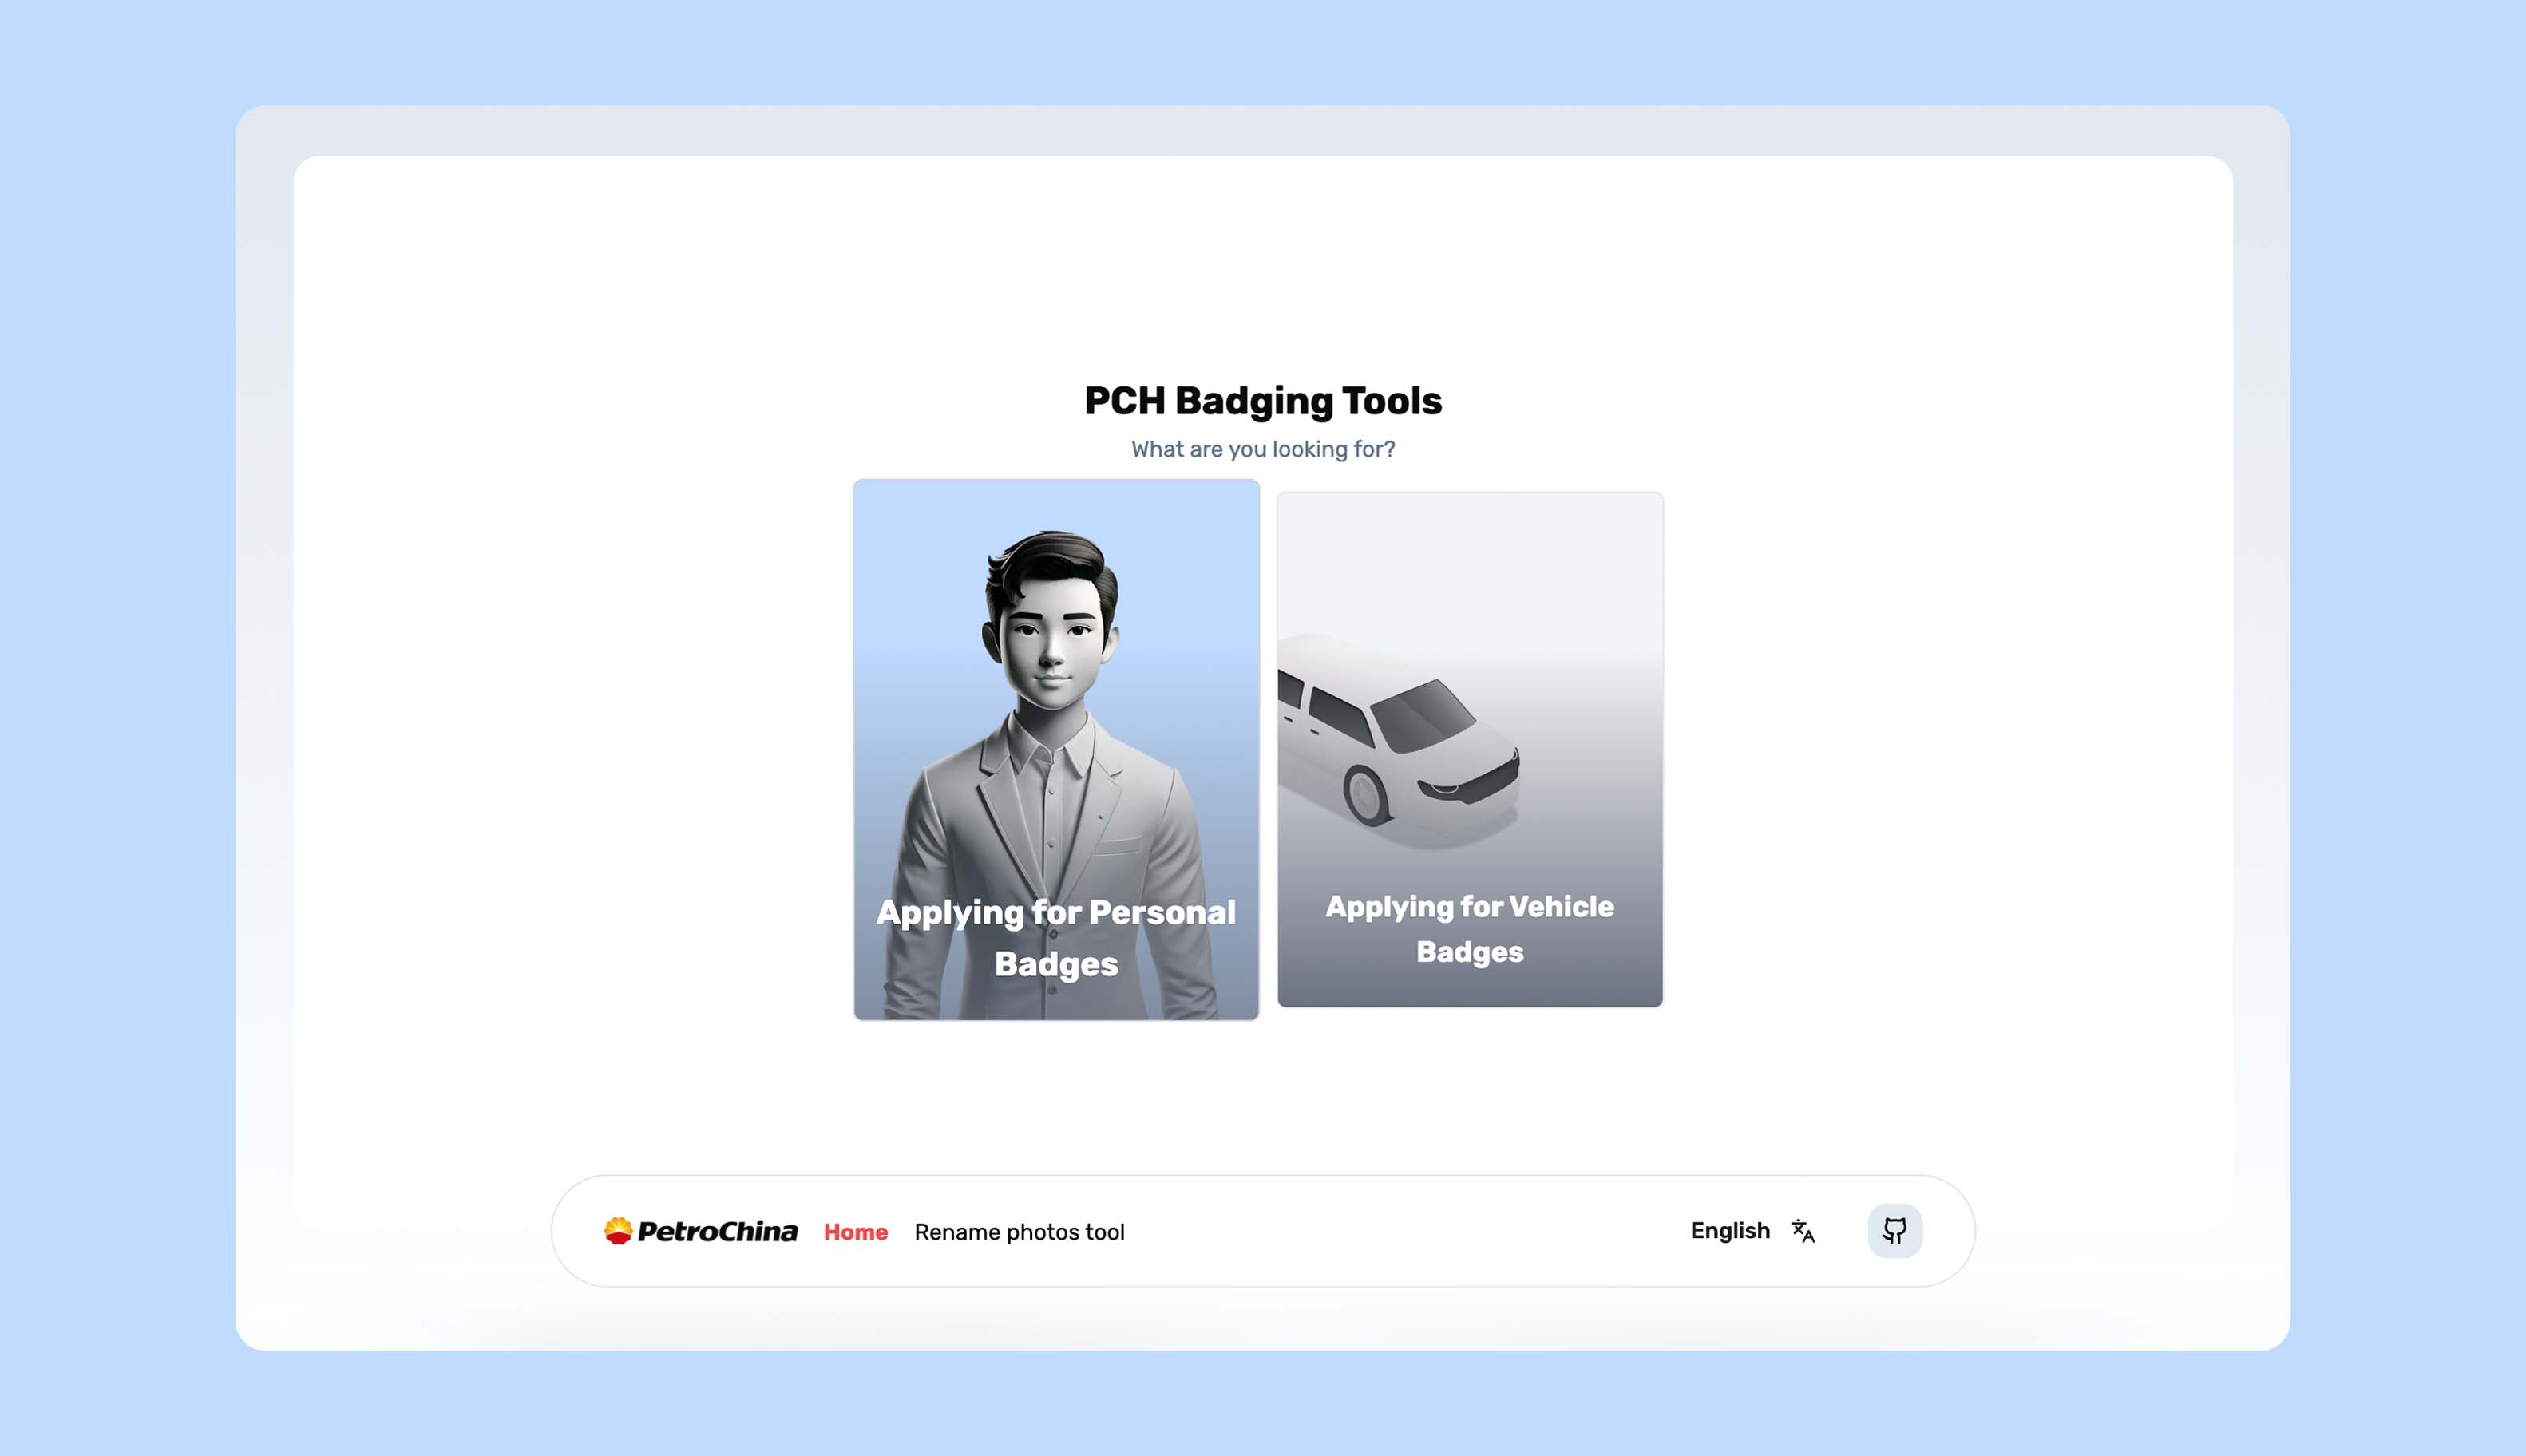 PCH Badging Tools
What are you looking for?
Applying for Personal
Badges
Applying for Vehicle
Badges
PetroChina
Home
Rename photos tool
English